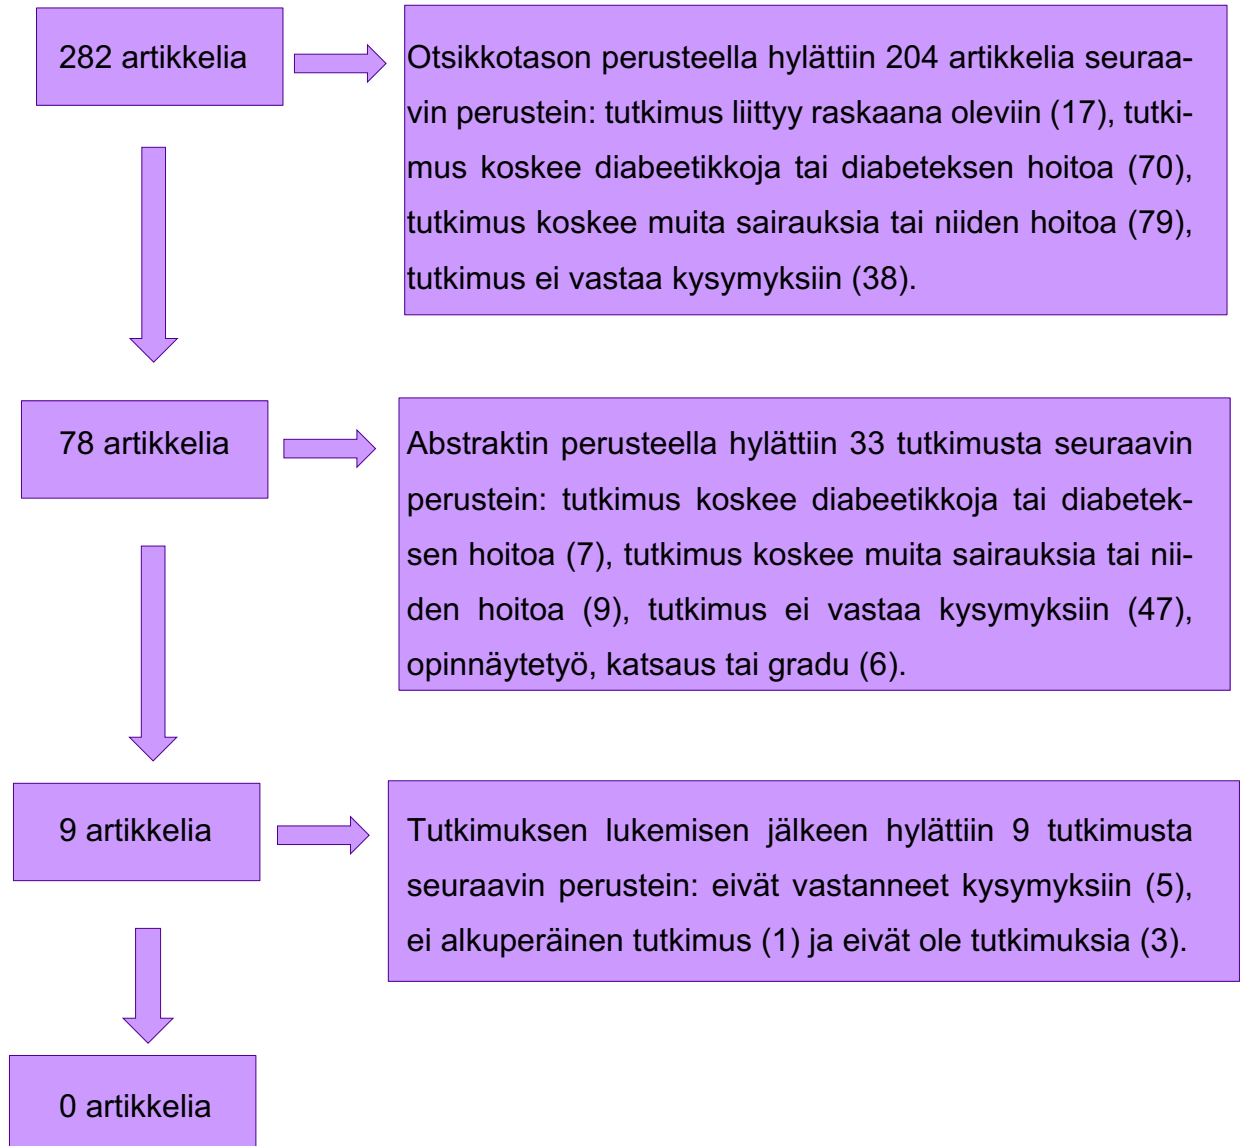 282 artikkelia
Otsikkotason perusteella hylättiin 204 artikkelia seuraa-
vin perustein: tutkimus liittyy raskaana oleviin (17), tutki-
mus koskee diabeetikkoja tai diabeteksen hoitoa (70),
tutkimus koskee muita sairauksia tai niiden hoitoa (79),
tutkimus ei vastaa kysymyksiin (38).
78 artikkelia
Abstraktin perusteella hylättiin 33 tutkimusta seuraavin
perustein: tutkimus koskee diabeetikkoja tai diabetek-
sen hoitoa (7), tutkimus koskee muita sairauksia tai nii-
den hoitoa (9), tutkimus ei vastaa kysymyksiin (47),
opinnäytetyö, katsaus tai gradu (6).
9 artikkelia
Tutkimuksen lukemisen jälkeen hylättiin 9 tutkimusta
seuraavin perustein: eivät vastanneet kysymyksiin (5),
ei alkuperäinen tutkimus (1) ja eivät ole tutkimuksia (3).
0 artikkelia